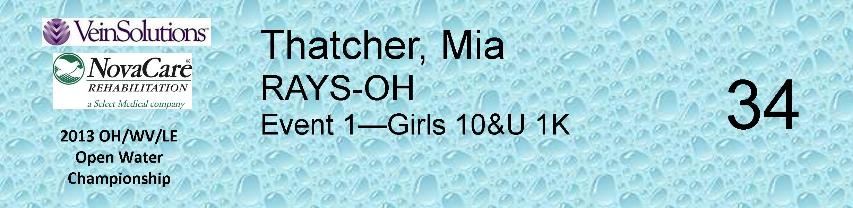 VeinSolutions
NovaCare
REHABILITATION
a Select Medical company
2013 OH/WV/LE
Open Water
Championship
Thatcher, Mia
RAYS-OH
Event 1—Girls 10&U 1K
34